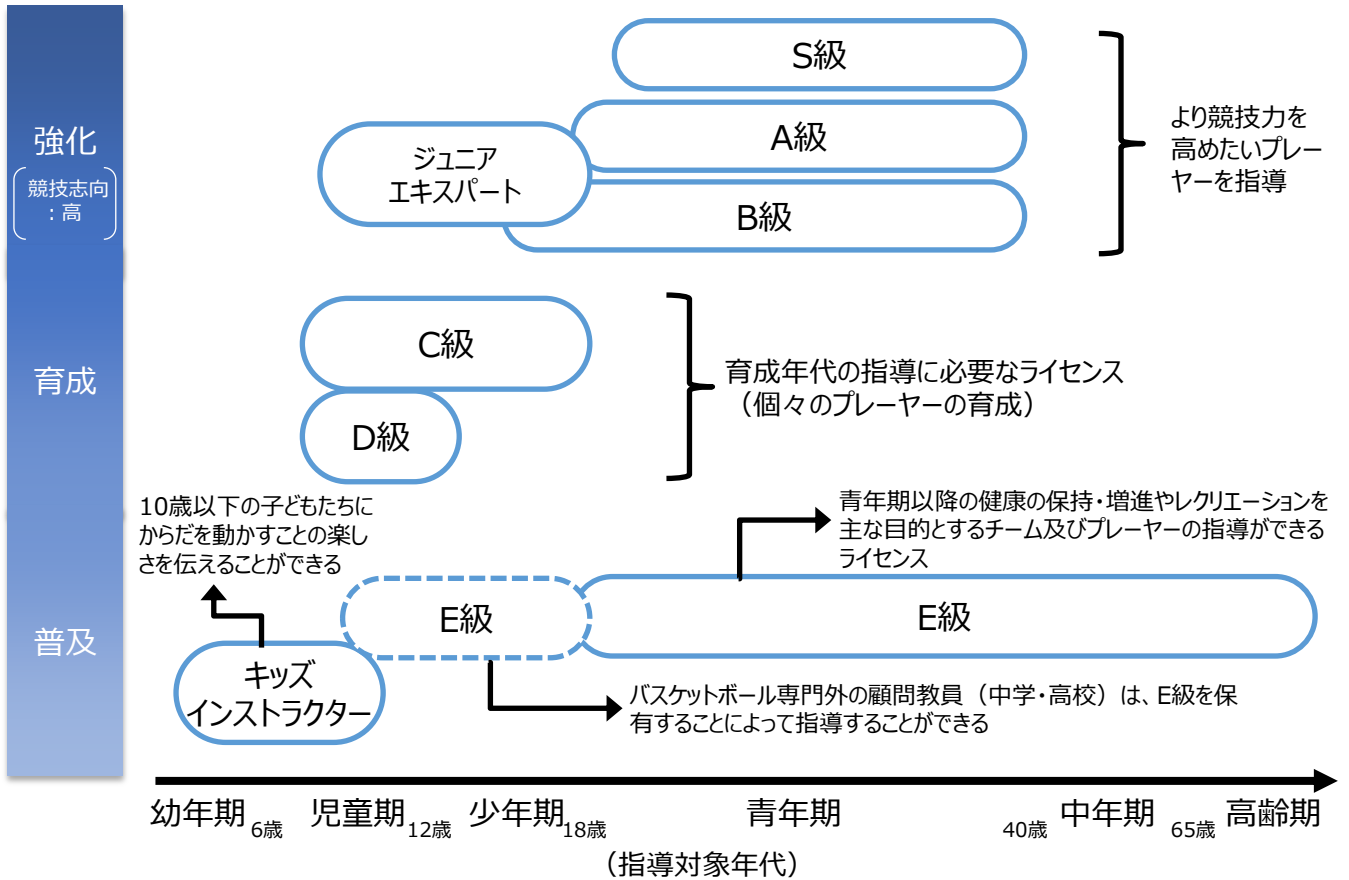 強化
競技志向
:高
育成
普及
S級
A級
ジュニア
エキスパート
B級
より競技力を
高めたいプレー
ヤーを指導
C級
D級
育成年代の指導に必要なライセンス
（個々のプレーヤーの育成）
10歳以下の子どもたちに
からだを動かすことの楽し
さを伝えることができる
青年期以降の健康の保持・増進やレクリエーションを
主な目的とするチーム及びプレーヤーの指導ができる
ライセンス
E級
E級
キッズ
インストラクター
バスケットボール専門外の顧問教員（中学・高校）は、E級を保
有することによって指導することができる
幼年期 6歳 児童期 12歳 少年期 18歳 青年期 40歳 中年期 65歳 高齢期
（指導対象年代）